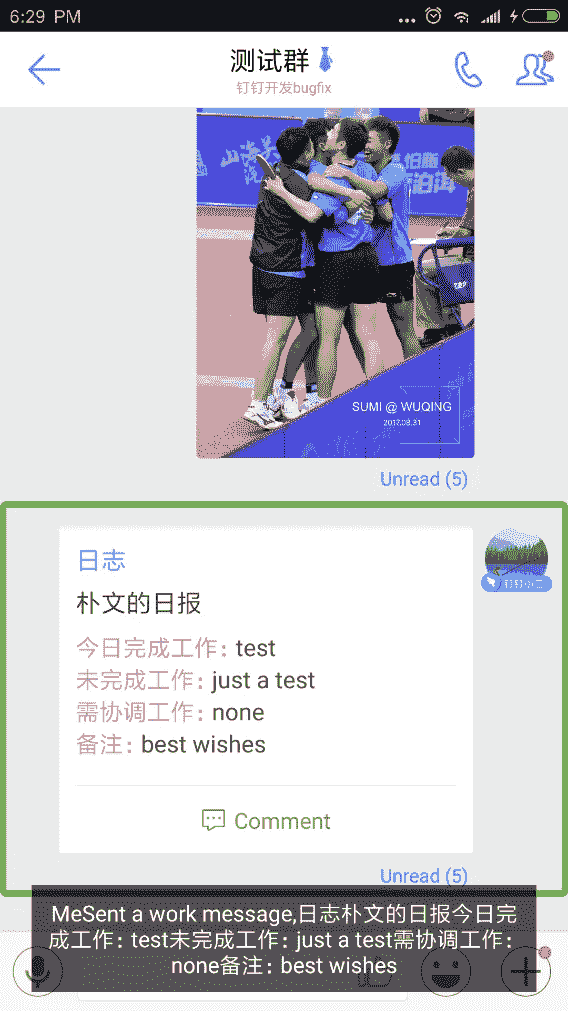 6:29 PM
测试群
钉钉开发bugfix
山海关
SUMI @ WUQING
2017.08.31
Unread (5)
日志
朴文的日报
今日完成工作：test
未完成工作：just a test
需协调工作：none
备注：best wishes
钉钉小二
Comment
Unread (5)
MeSent a work message,日志朴文的日报今日完
成工作：test未完成工作：just a test需协调工作：
none备注：best wishes